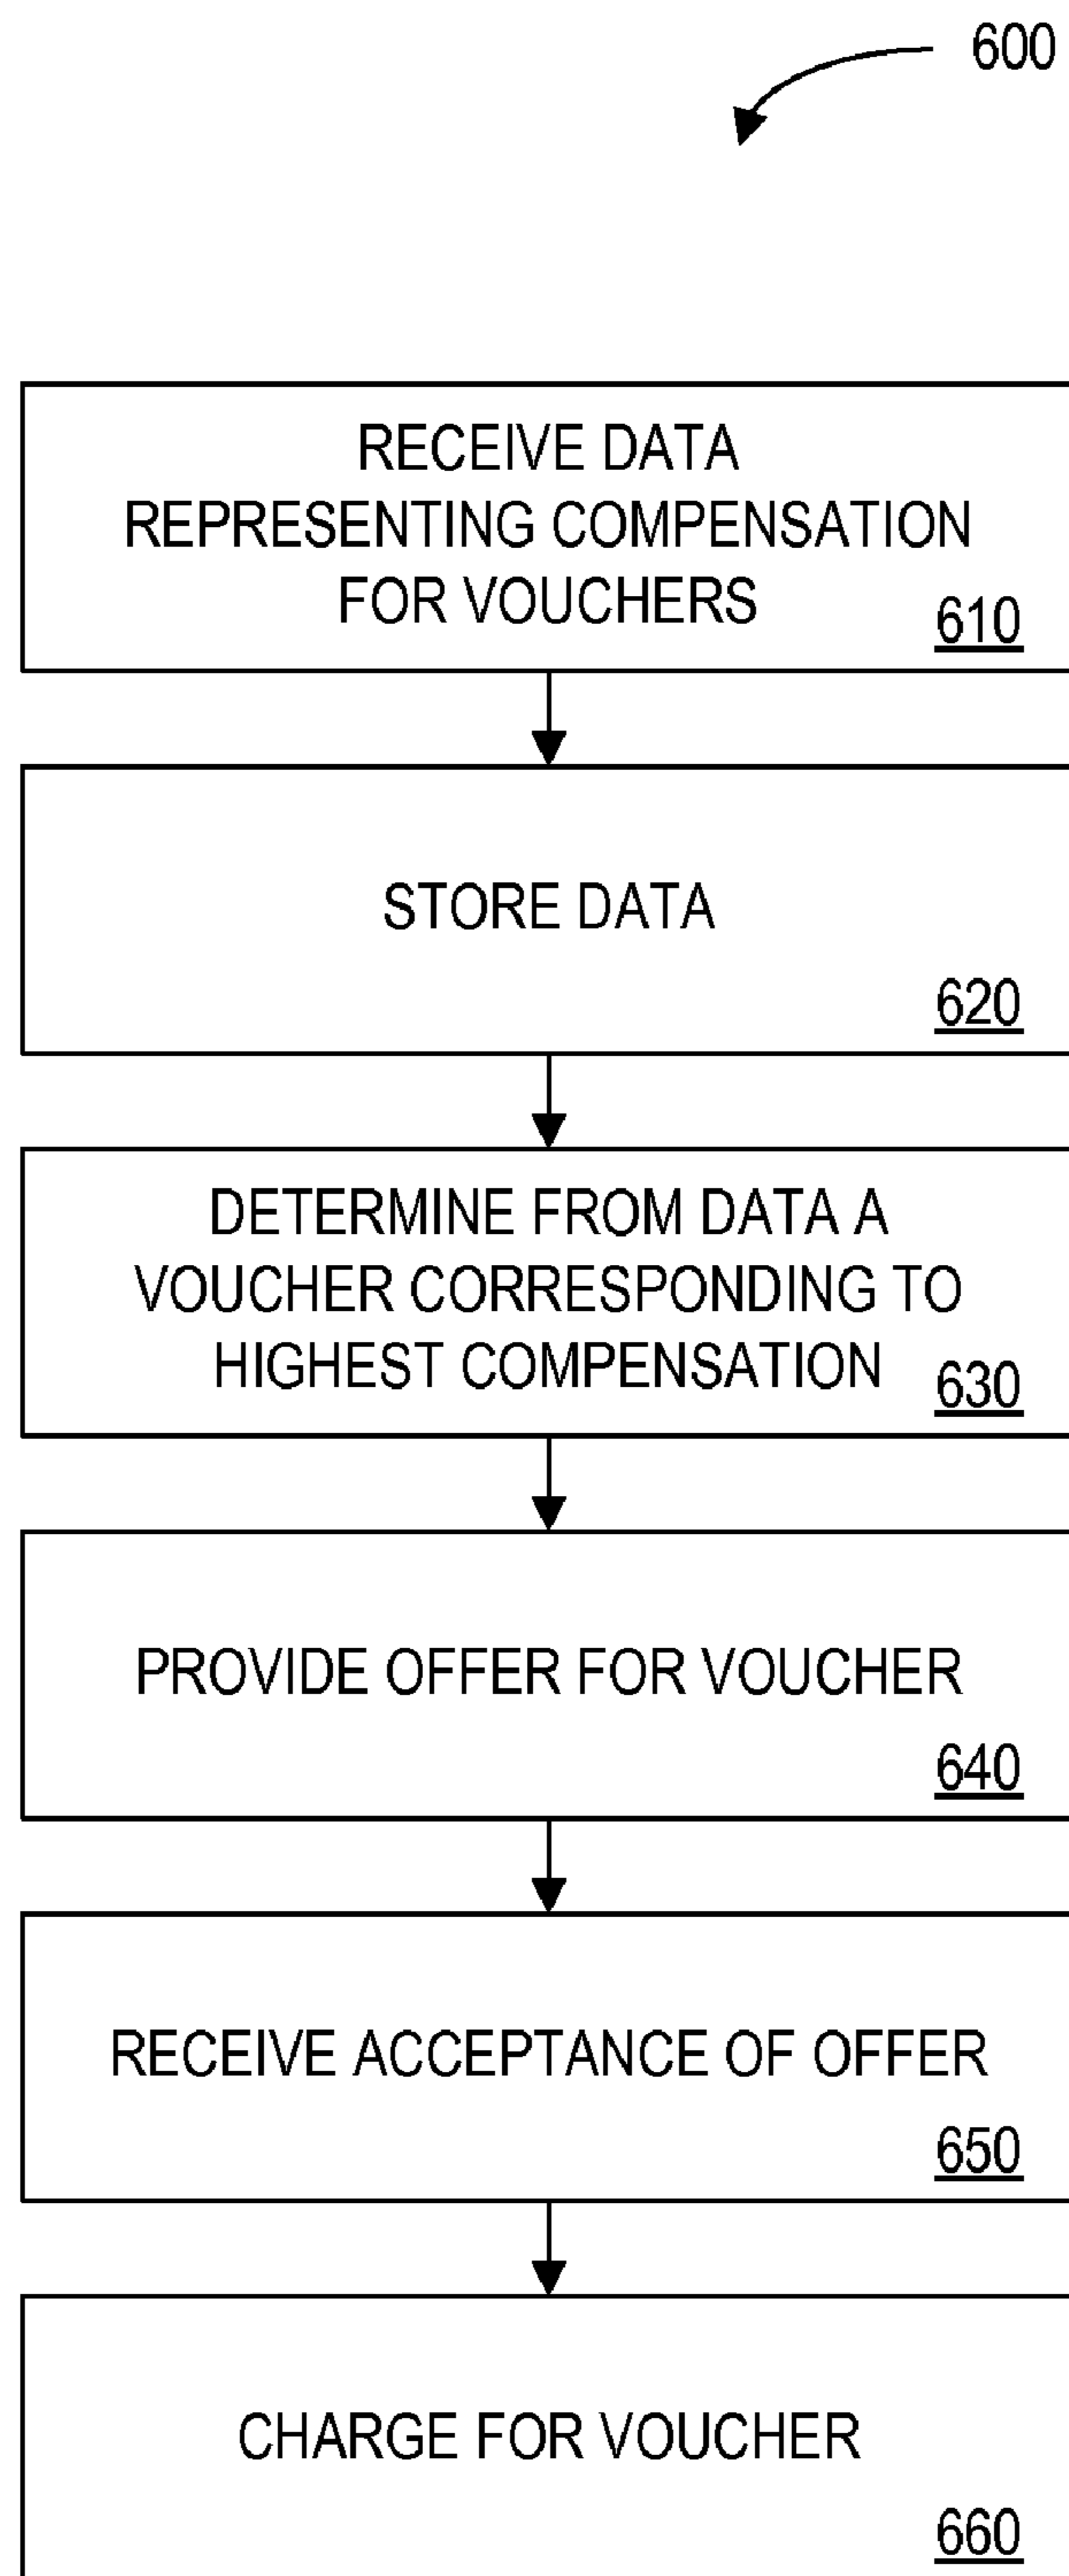 600
RECEIVE DATA
REPRESENTING COMPENSATION
FOR VOUCHERS
610
STORE DATA
620
DETERMINE FROM DATA A
VOUCHER CORRESPONDING TO
HIGHEST COMPENSATION
630
PROVIDE OFFER FOR VOUCHER
640
RECEIVE ACCEPTANCE OF OFFER
650
CHARGE FOR VOUCHER
660